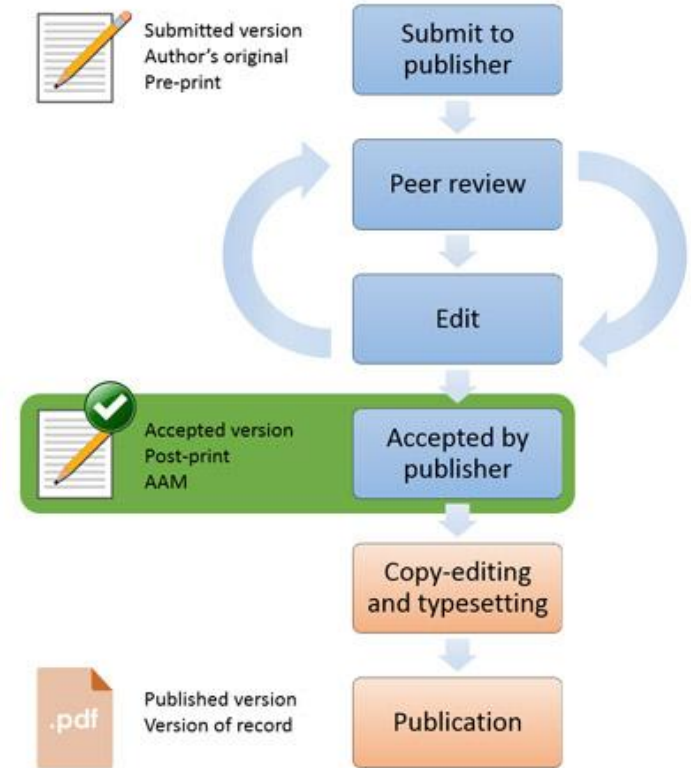 Submitted version
Author's original
Pre-print
Submit to
publisher
Peer review
Edit
Accepted version
Post-print
AAM
Accepted by
publisher
Copy-editing
and typesetting
.pdf
Published version
Version of record
Publication